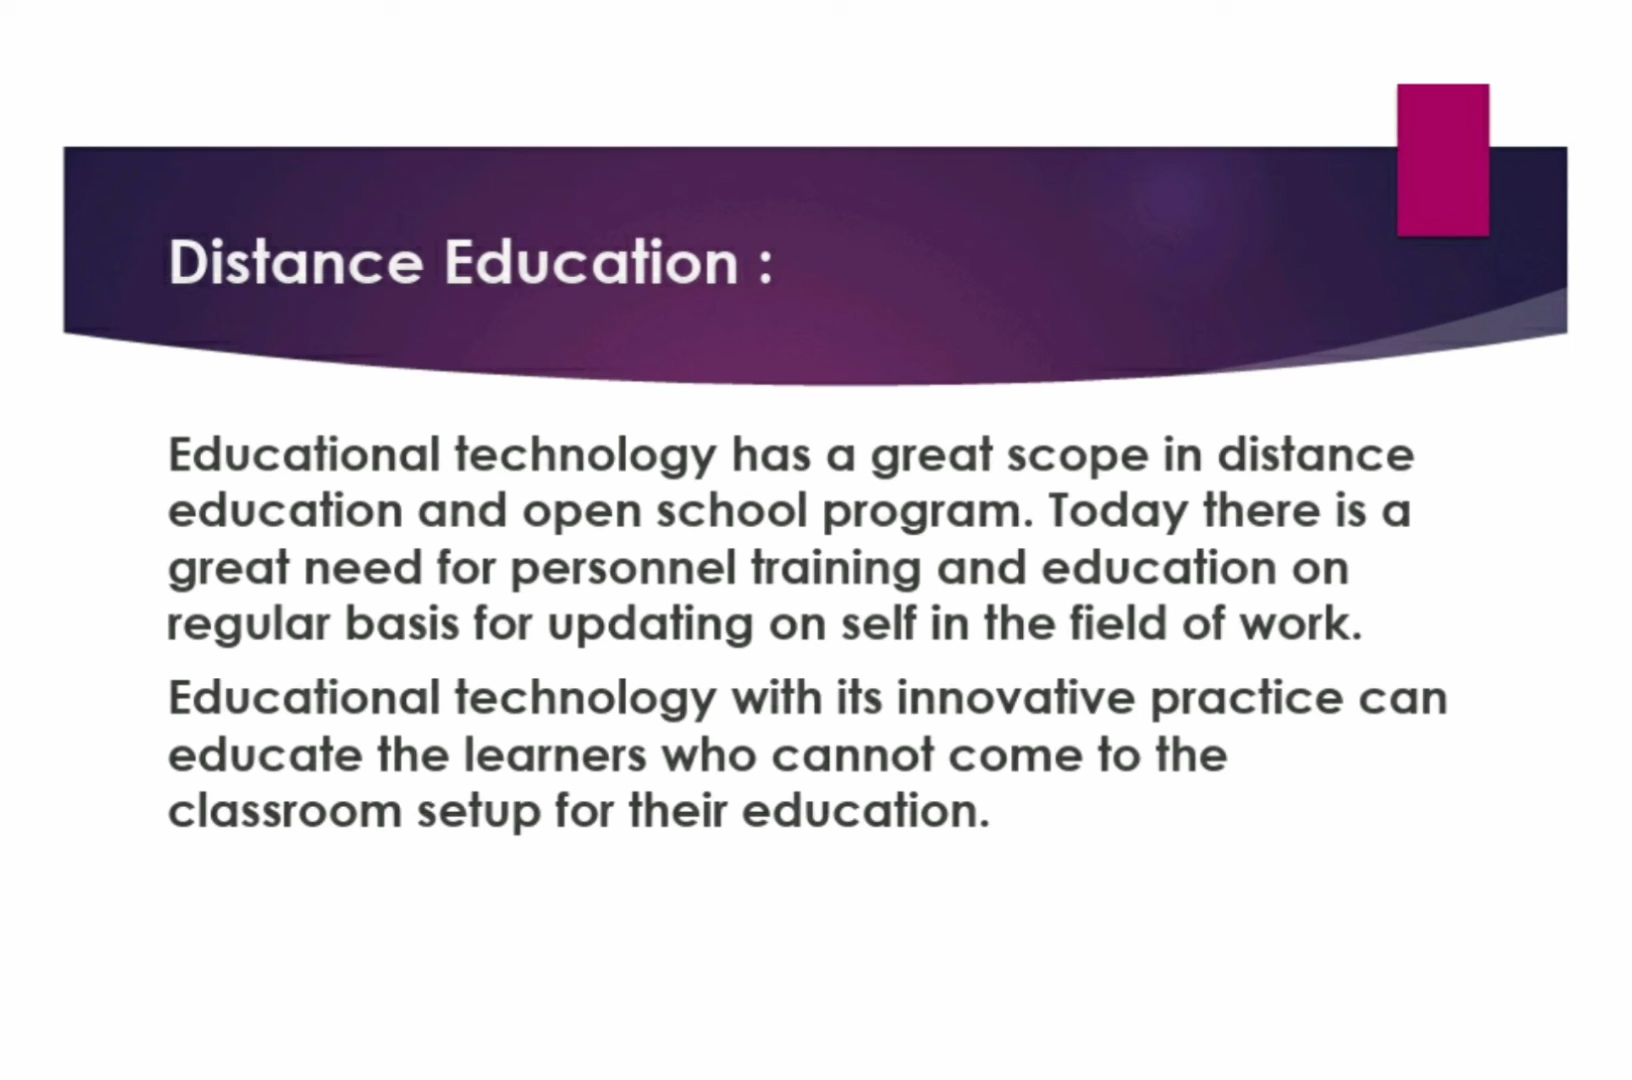 Distance Education :
Educational technology has a great scope in distance
education and open school program. Today there is a
great need for personnel training and education on
regular basis for updating on self in the field of work.
Educational technology with its innovative practice can
educate the learners who cannot come to the
classroom setup for their education.